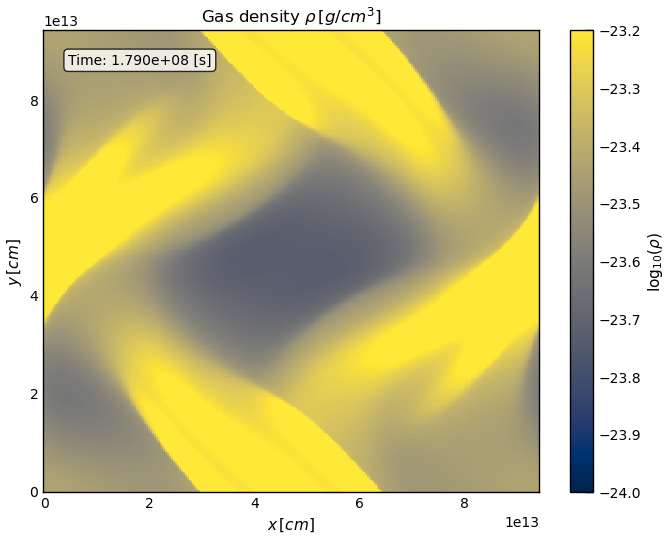 Gas density ρ [g/cm³]
1e13
Time: 1.790e+08 [s]
8
6
4
2
0
y [cm]
0 2 4 6 8
1e13
x [cm]
−23.2
−23.3
−23.4
−23.5
−23.6
−23.7
−23.8
−23.9
−24.0
log₁₀(ρ)